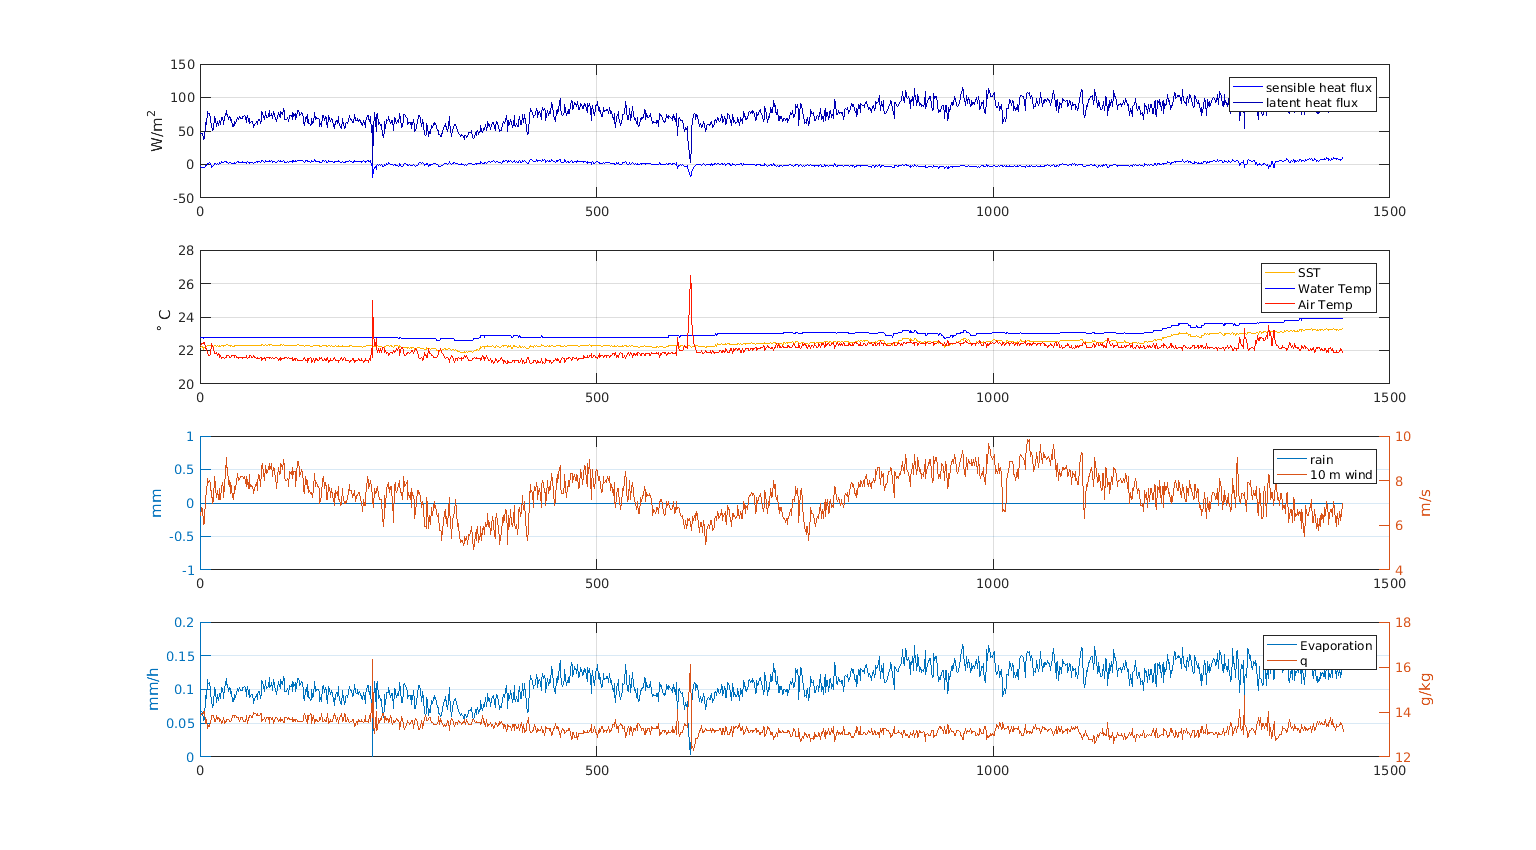 150
100
50
0
-50
W/m2
sensible heat flux
latent heat flux
0 500 1000 1500
28
26
24
22
20
° C
SST
Water Temp
Air Temp
0 500 1000 1500
1
0.5
0
-0.5
-1
mm
rain
10 m wind
10
8
6
4
m/s
0 500 1000 1500
0.2
0.15
0.1
0.05
0
mm/h
Evaporation
q
18
16
14
12
g/kg
0 500 1000 1500